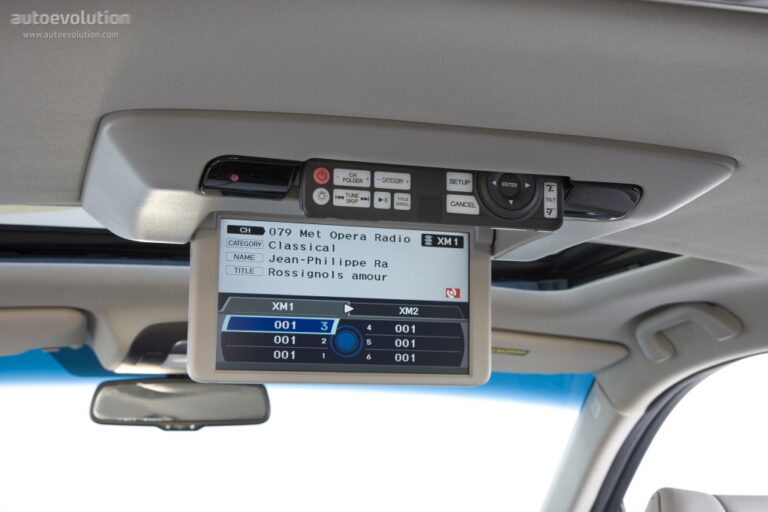 autoevolution
www.autoevolution.com
CH FOLDER
- CATEGORY +
SETUP
ENTER
TILT
TUNE SKIP
TITLE SCROLL
CANCEL
CH 079 Met Opera Radio XM1
CATEGORY Classical
NAME Jean-Philippe Ra
TITLE Rossignols amour
XM1 XM2
001 3 4 001
001 2 5 001
001 1 6 001